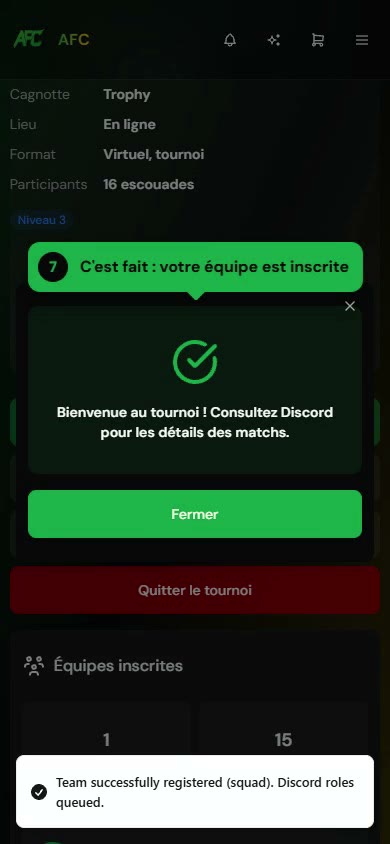 AFC AFC
Cagnotte Trophy
Lieu En ligne
Format Virtuel, tournoi
Participants 16 escouades
Niveau 3
7 C'est fait : votre équipe est inscrite
Bienvenue au tournoi ! Consultez Discord
pour les détails des matchs.
Fermer
Quitter le tournoi
Équipes inscrites
1 15
Team successfully registered (squad). Discord roles
queued.